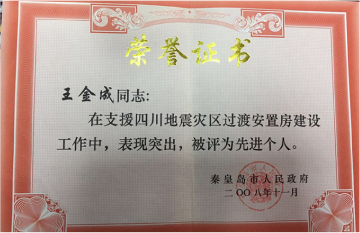 荣誉证书
王金成同志:
在支援四川地震灾区过渡安置房建设
工作中，表现突出，被评为先进个人。
秦皇岛市人民政府
二〇〇八年十一月